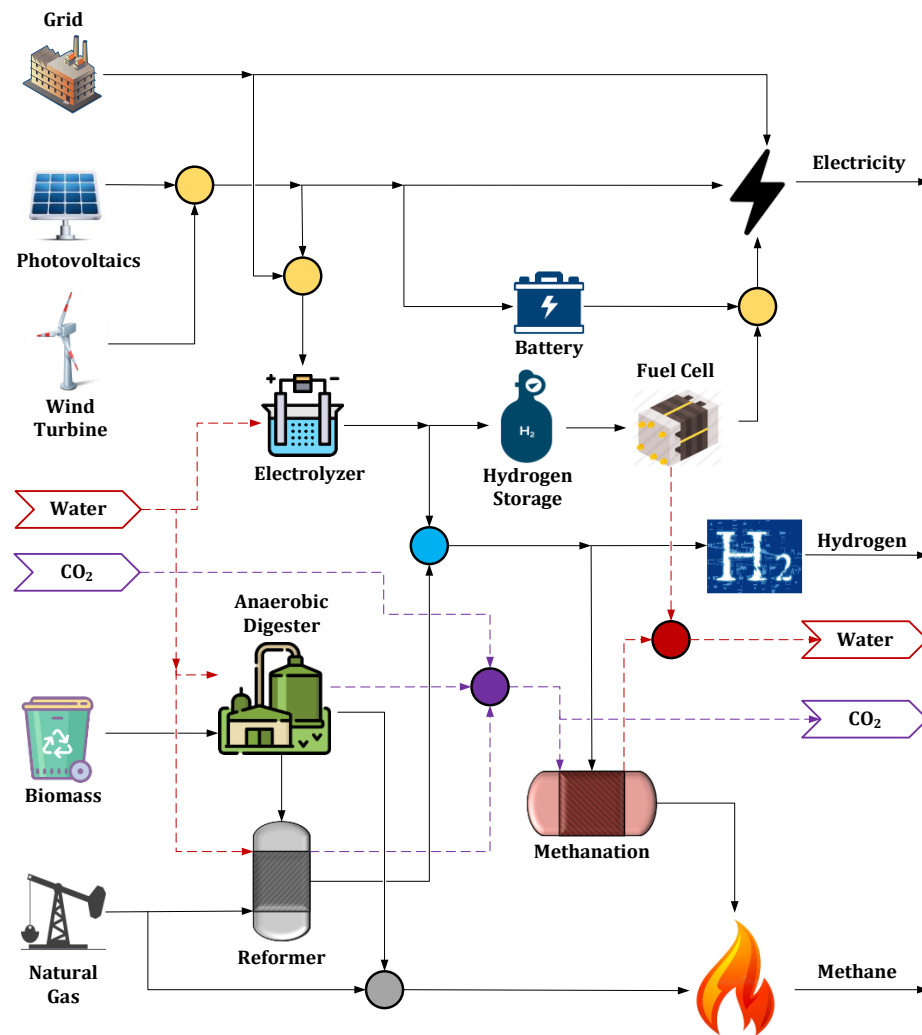 Grid
Electricity
Photovoltaics
+ −
Battery
Fuel Cell
Wind
Turbine
H₂
Electrolyzer
Hydrogen
Storage
Water
H2
Hydrogen
CO₂
Anaerobic
Digester
Water
CO₂
Biomass
Methanation
Reformer
Natural
Gas
Methane